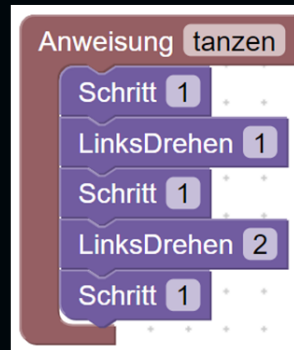 Anweisung tanzen
Schritt 1
LinksDrehen 1
Schritt 1
LinksDrehen 2
Schritt 1